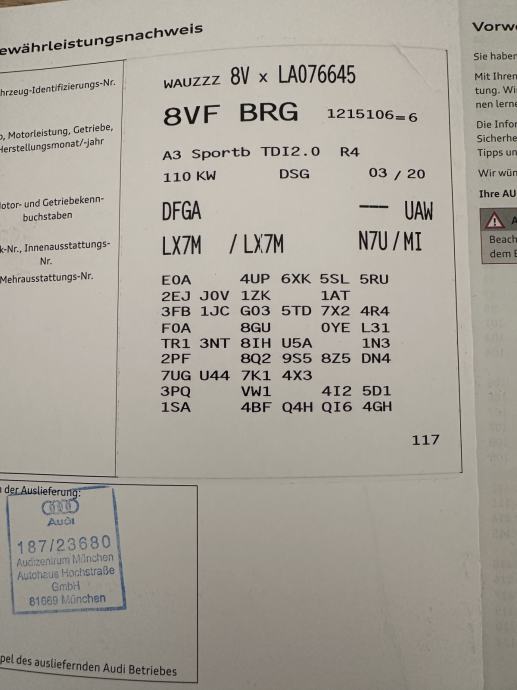 ewährleistungsnachweis
hrzeug-Identifizierungs-Nr.
WAUZZZ 8V x LA076645
8VF BRG 1215106=6
, Motorleistung, Getriebe,
Herstellungsmonat/-jahr
A3 Sportb TDI2.0 R4
110 KW DSG 03 / 20
otor- und Getriebekenn-
buchstaben
DFGA --- UAW
k-Nr., Innenausstattungs-
Nr.
LX7M / LX7M N7U / MI
Mehrausstattungs-Nr.
E0A 4UP 6XK 5SL 5RU
2EJ J0V 1ZK 1AT
3FB 1JC G03 5TD 7X2 4R4
F0A 8GU 0YE L31
TR1 3NT 8IH U5A 1N3
2PF 8Q2 9S5 8Z5 DN4
7UG U44 7K1 4X3
3PQ VW1 4I2 5D1
1SA 4BF Q4H QI6 4GH
117
der Auslieferung:
Audi
187/23680
Audizentrum München
Autohaus Hochstraße
GmbH
81669 München
pel des ausliefernden Audi Betriebes
Vorw
Sie haber
Mit Ihren
tung. Wi
nen lerne
Die Infor
Sicherhe
Tipps un
Wir wün
Ihre AU
A
Beach
dem B